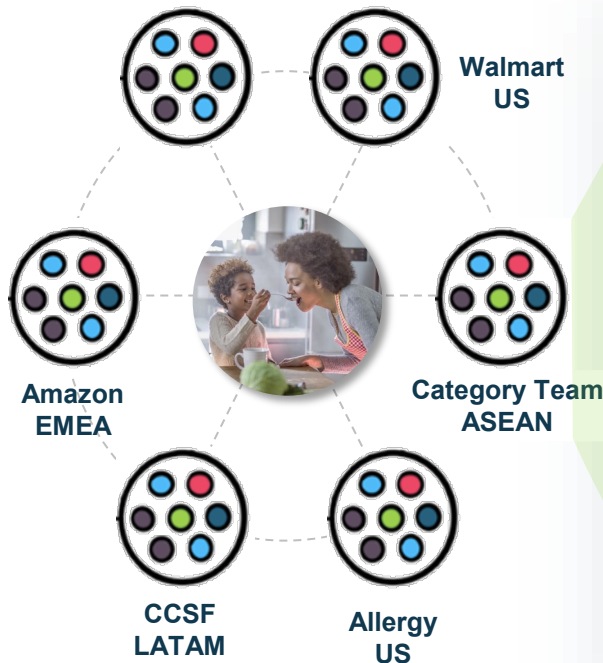 Walmart
US
Amazon
EMEA
Category Team
ASEAN
CCSF
LATAM
Allergy
US